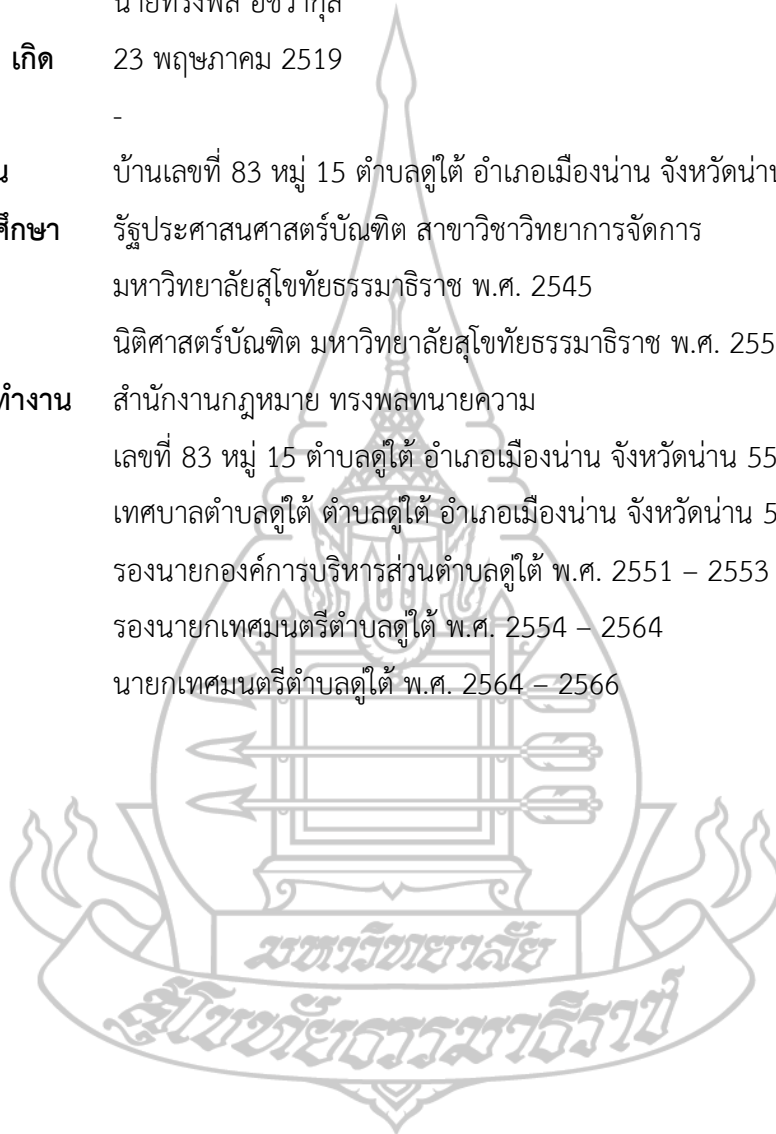 นายทรงพล
เกิด 23 พฤษภาคม 2519
-
บ้านเลขที่ 83 หมู่ 15 ตำบลดู่ใต้ อำเภอเมืองน่าน จังหวัดน่าน
รัฐประศาสนศาสตร์บัณฑิต สาขาวิชาวิทยาการจัดการ
มหาวิทยาลัยสุโขทัยธรรมาธิราช พ.ศ. 2545
นิติศาสตร์บัณฑิต มหาวิทยาลัยสุโขทัยธรรมาธิราช พ.ศ. 255
ทำงาน สำนักงานกฎหมาย ทรงพลทนายความ
เลขที่ 83 หมู่ 15 ตำบลดู่ใต้ อำเภอเมืองน่าน จังหวัดน่าน 55
เทศบาลตำบลดู่ใต้ ตำบลดู่ใต้ อำเภอเมืองน่าน จังหวัดน่าน 5
รองนายกองค์การบริหารส่วนตำบลดู่ใต้ พ.ศ. 2551 – 2553
รองนายกเทศมนตรีตำบลดู่ใต้ พ.ศ. 2554 – 2564
นายกเทศมนตรีตำบลดู่ใต้ พ.ศ. 2564 – 2566
มหาวิทยาลัย
สุโขทัยธรรมาธิราช